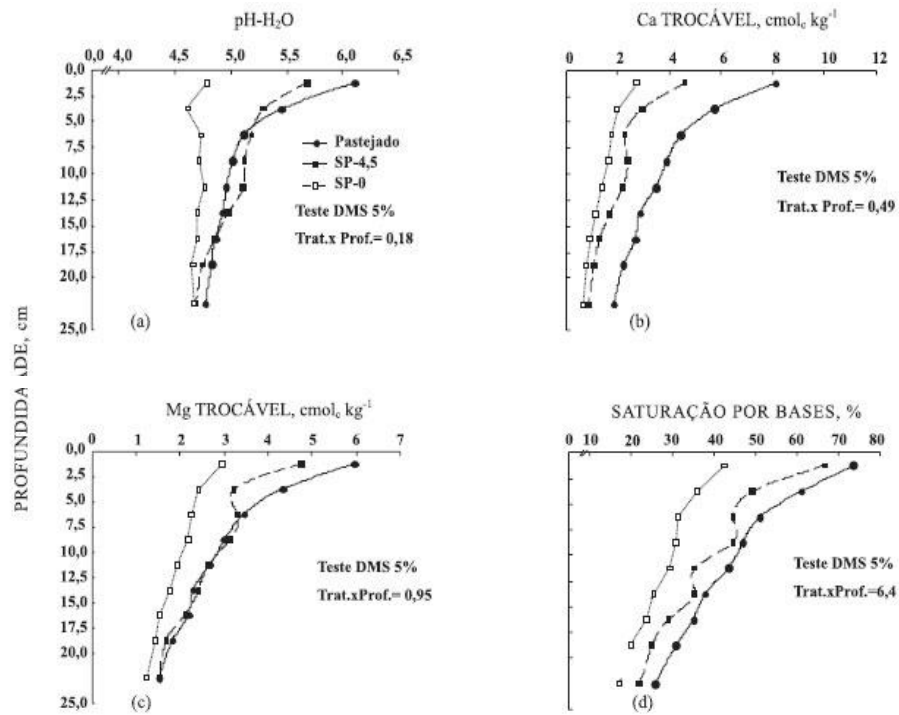 pH-H₂O
0,0 4,0 4,5 5,0 5,5 6,0 6,5
0,0
2,5
5,0
7,5
10,0
12,5
15,0
17,5
20,0
25,0
Pastejado
SP-4,5
SP-0
Teste DMS 5%
Trat.x Prof.= 0,18
(a)
Ca TROCÁVEL, cmolc kg⁻¹
0 2 4 6 8 10 12
Teste DMS 5%
Trat.x Prof.= 0,49
(b)
PROFUNDIDA DE, cm
Mg TROCÁVEL, cmolc kg⁻¹
0 1 2 3 4 5 6 7
0,0
2,5
5,0
7,5
10,0
12,5
15,0
17,5
20,0
25,0
Teste DMS 5%
Trat.xProf.= 0,95
(c)
SATURAÇÃO POR BASES, %
0 10 20 30 40 50 60 70 80
Teste DMS 5%
Trat.xProf.=6,4
(d)